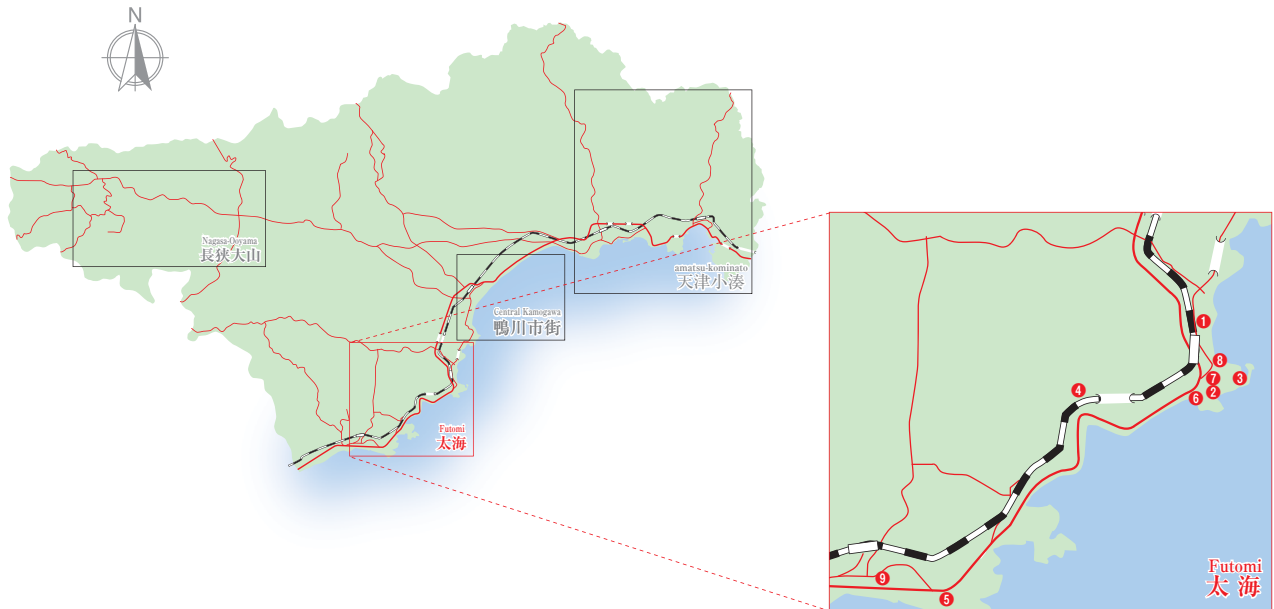 N
Nagasa-Ooyama
長狭大山
amatsu-kominato
天津小湊
Central Kamogawa
鴨川市街
Futomi
太海
1
8
7
3
4
6
2
9
5
Futomi
太海